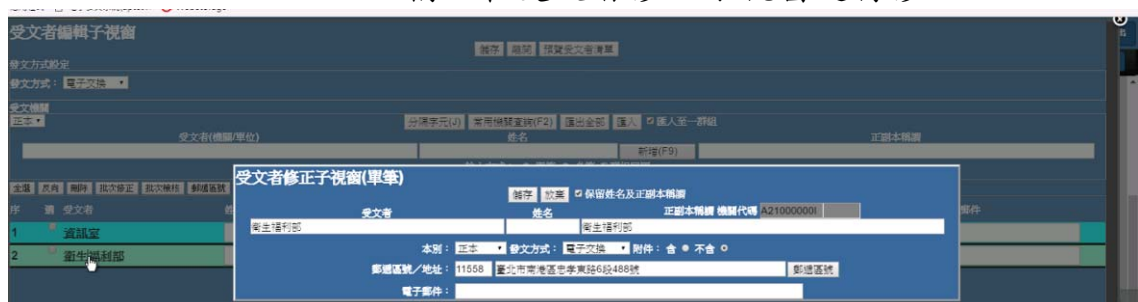 受文者編輯子視窗
儲存 離開 預覽受文者清單
發文方式設定
發文方式： 電子交換
受文機關
正本 分隔字元(J) 常用機關查詢(F2) 匯出全部 匯入 匯入至一群組
受文者(機關/單位) 姓名 正副本稱謂
新增(F9)
全選 反向 刪除 批次修正 批次檢核 郵遞區號
序 選 受文者 姓 郵件
1 資訊室
2 衛生福利部
受文者修正子視窗(單筆)
儲存 放棄 保留姓名及正副本稱謂
受文者 姓名 正副本稱謂 機關代碼 A21000000I
衛生福利部 衛生福利部
本別： 正本 發文方式： 電子交換 附件： 含 不含
郵遞區號／地址： 11558 臺北市南港區忠孝東路6段488號 郵遞區號
電子郵件：